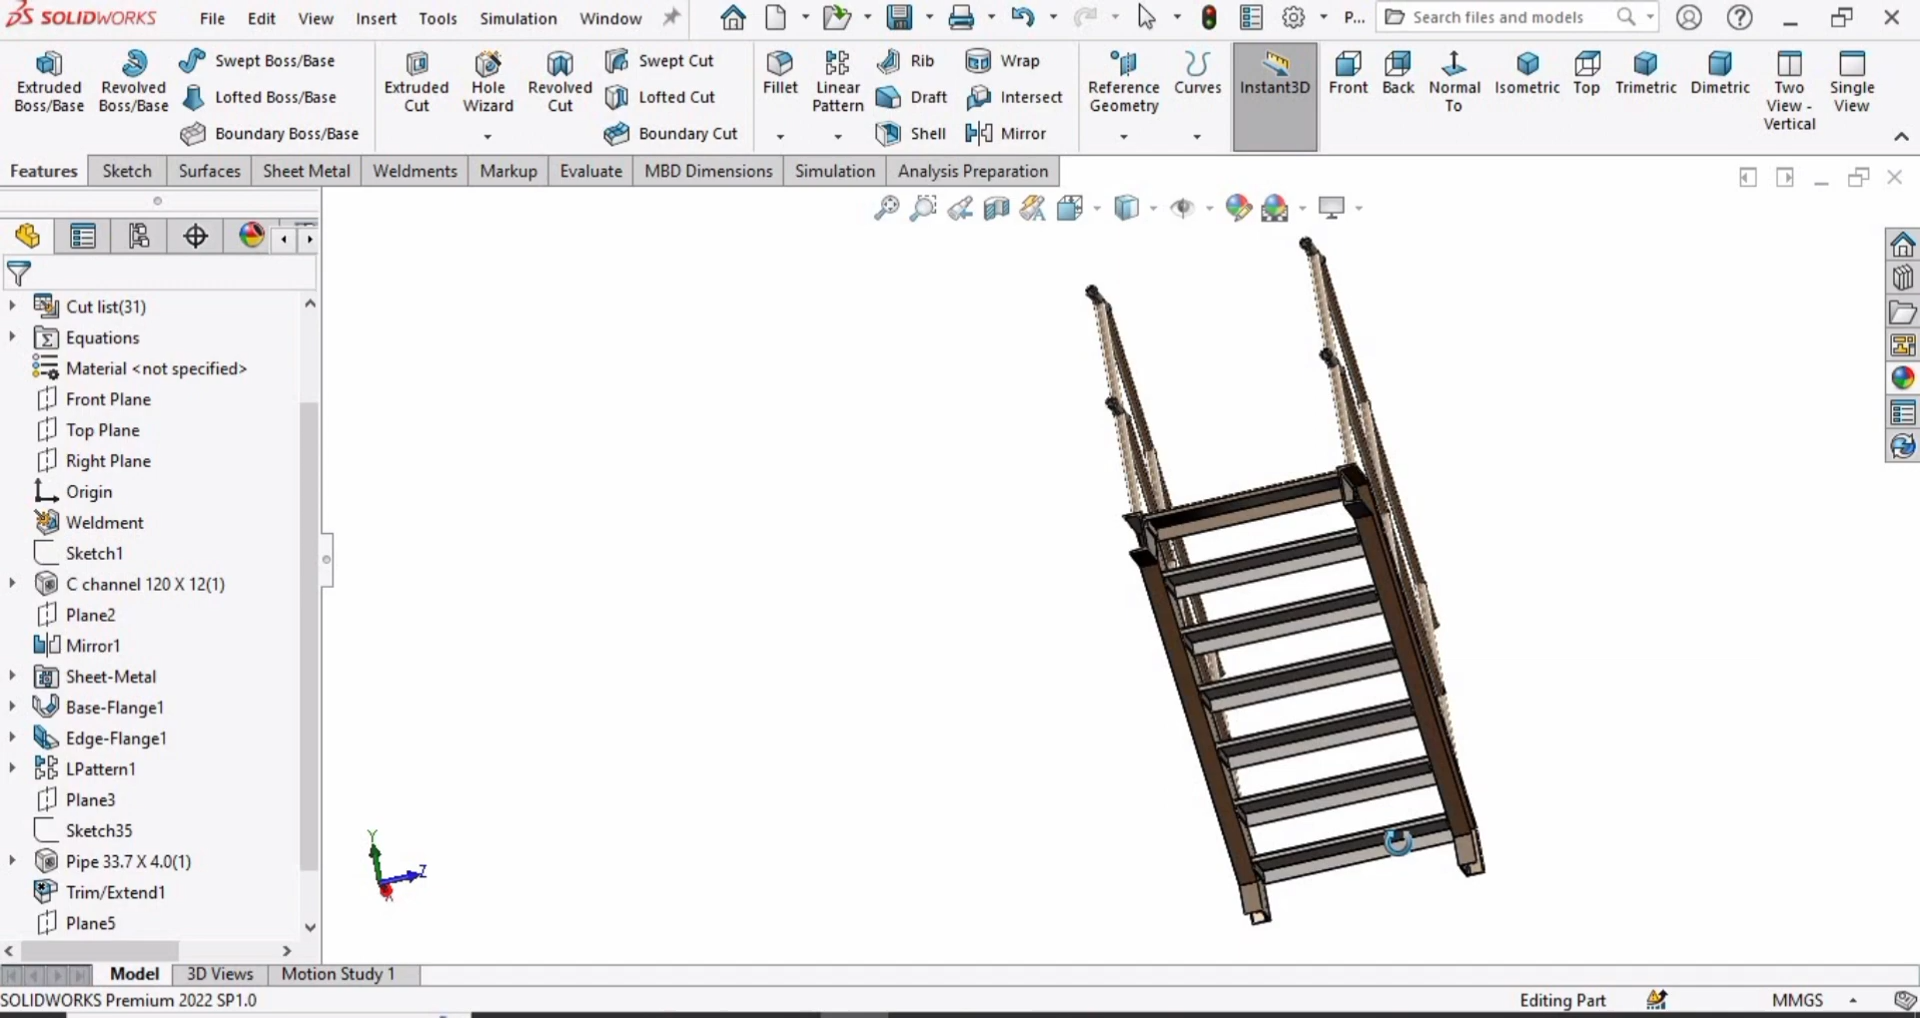 SOLIDWORKS File Edit View Insert Tools Simulation Window P... Search files and models
Extruded Boss/Base
Revolved Boss/Base
Swept Boss/Base
Lofted Boss/Base
Boundary Boss/Base
Extruded Cut
Hole Wizard
Revolved Cut
Swept Cut
Lofted Cut
Boundary Cut
Fillet
Linear Pattern
Rib
Draft
Shell
Wrap
Intersect
Mirror
Reference Geometry
Curves
Instant3D
Front
Back
Normal To
Isometric
Top
Trimetric
Dimetric
Two View - Vertical
Single View
Features Sketch Surfaces Sheet Metal Weldments Markup Evaluate MBD Dimensions Simulation Analysis Preparation
Cut list(31)
Equations
Material <not specified>
Front Plane
Top Plane
Right Plane
Origin
Weldment
Sketch1
C channel 120 X 12(1)
Plane2
Mirror1
Sheet-Metal
Base-Flange1
Edge-Flange1
LPattern1
Plane3
Sketch35
Pipe 33.7 X 4.0(1)
Trim/Extend1
Plane5
Y
Z
X
Model 3D Views Motion Study 1
SOLIDWORKS Premium 2022 SP1.0 Editing Part MMGS